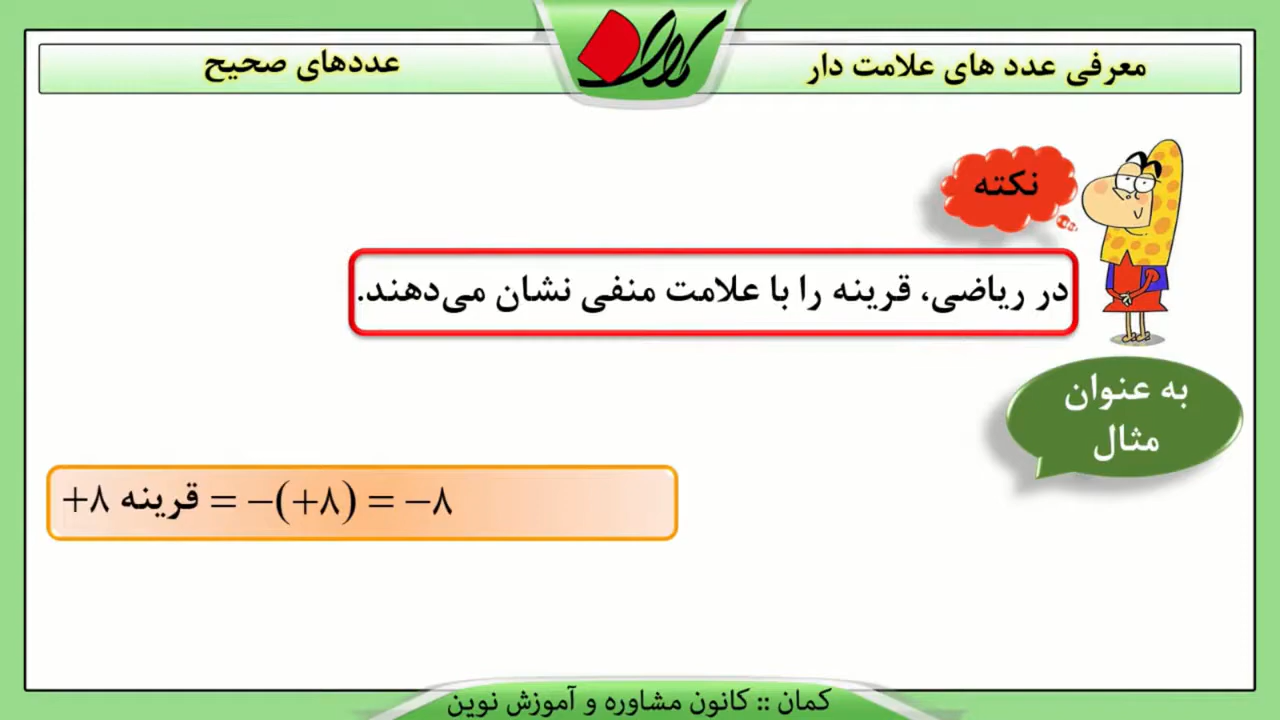 معرفی عدد های علامت دار
کمان
عددهای صحیح
نکته
در ریاضی، قرینه را با علامت منفی نشان می‌دهند.
به عنوان
مثال
+۸ قرینه = −(+۸) = −۸
کمان :: کانون مشاوره و آموزش نوین